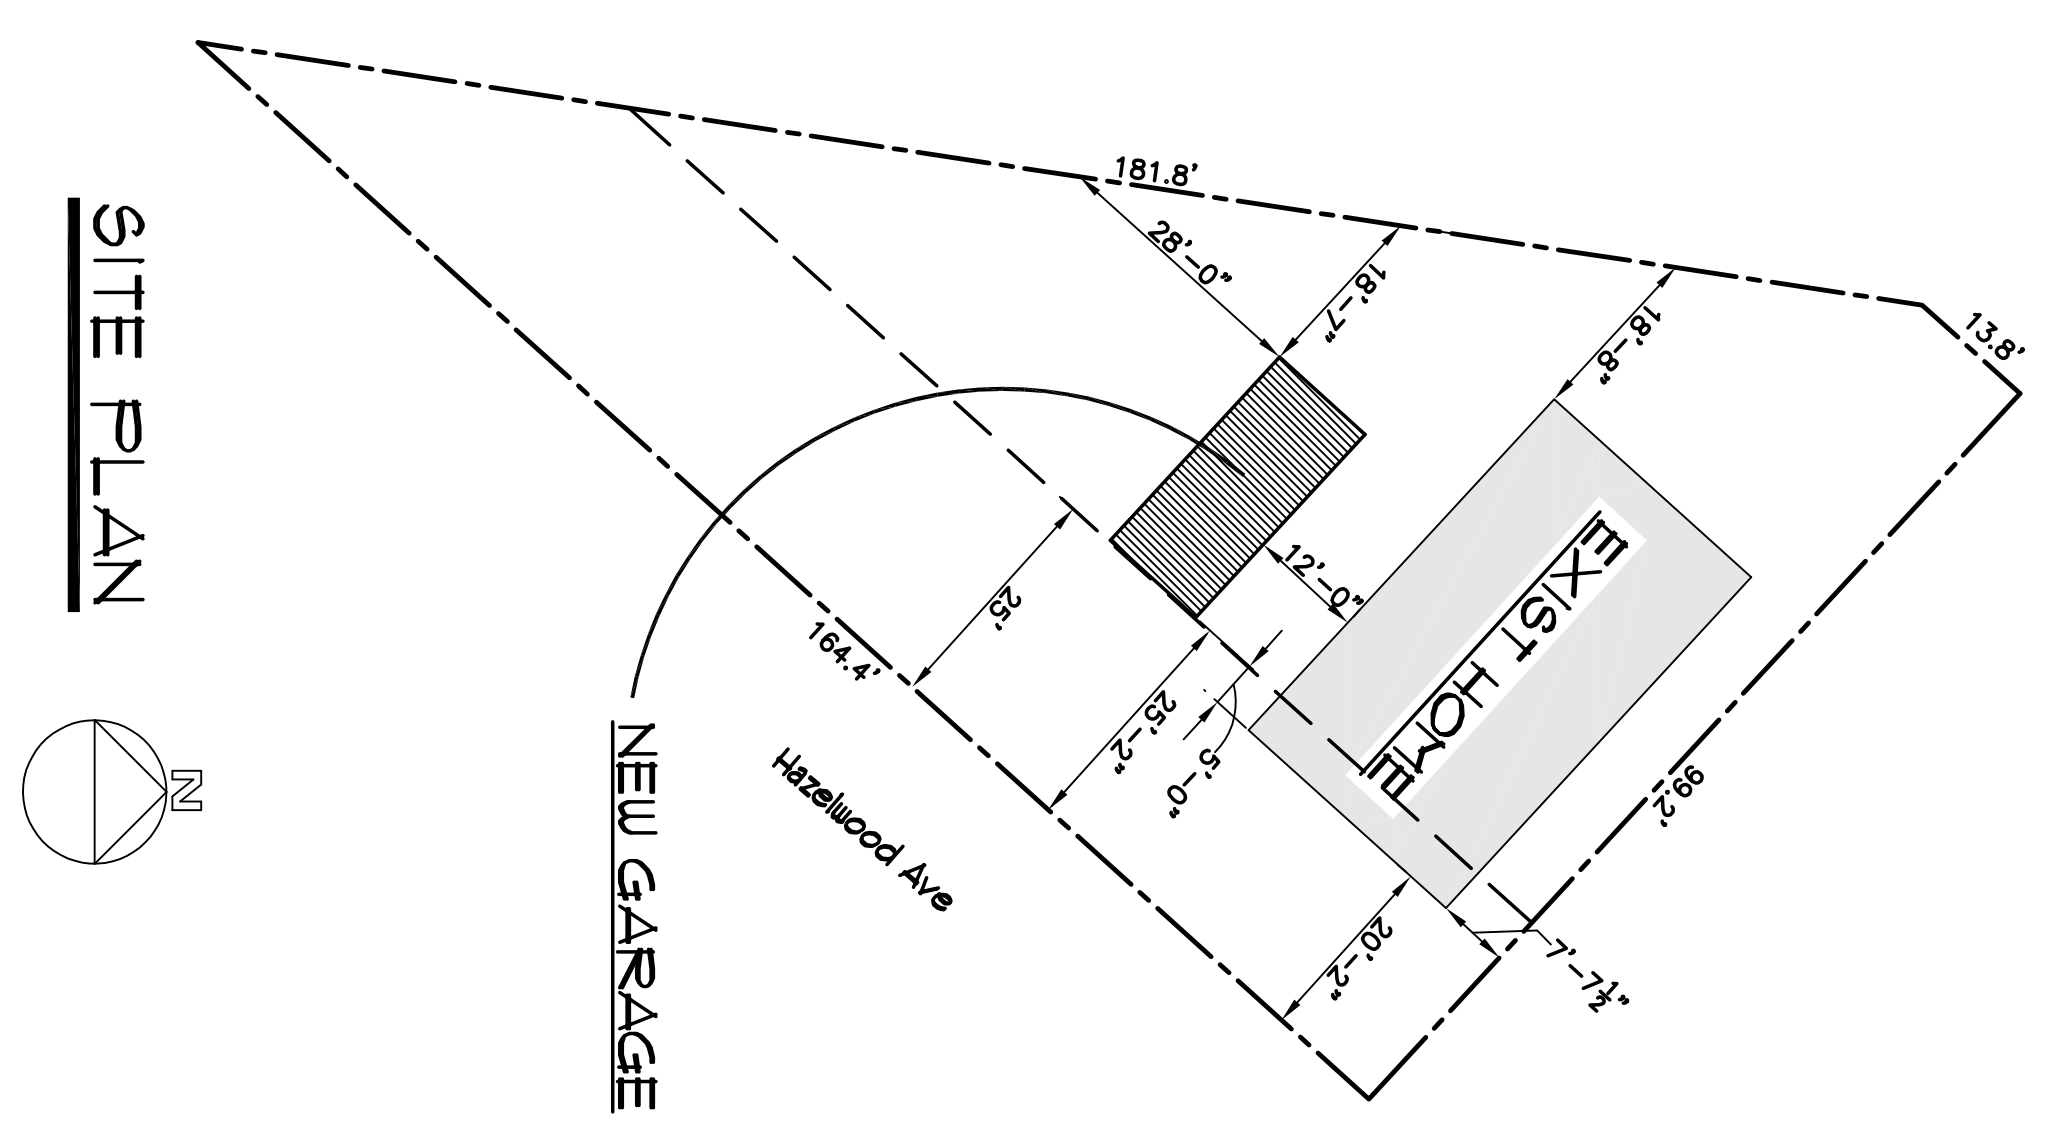 SITE PLAN
N
NEW GARAGE
Hazelwood Ave
EXIST HOME
181.8'
13.8'
99.2'
164.4'
28'-0"
18'-7"
18'-8"
12'-0"
25'
25'-2"
5'-0"
20'-2"
7'-7½"